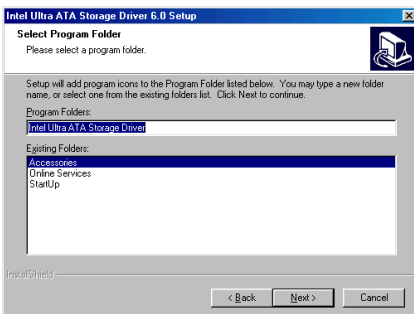 Intel Ultra ATA Storage Driver 6.0 Setup
Select Program Folder
Please select a program folder.
Setup will add program icons to the Program Folder listed below. You may type a new folder
name, or select one from the existing folders list. Click Next to continue.
Program Folders:
Intel Ultra ATA Storage Driver
Existing Folders:
Accessories
Online Services
StartUp
InstallShield
< Back
Next >
Cancel